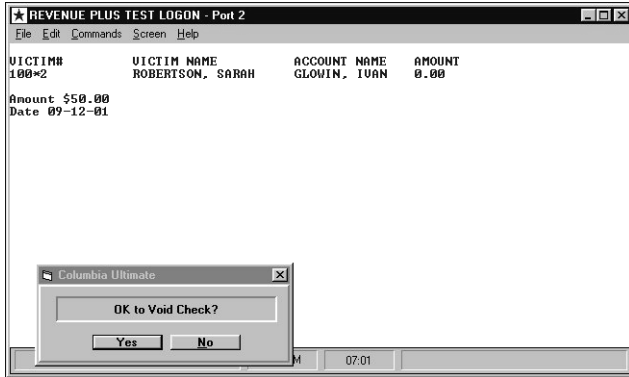 REVENUE PLUS TEST LOGON - Port 2
File Edit Commands Screen Help
VICTIM# VICTIM NAME ACCOUNT NAME AMOUNT
100*2 ROBERTSON, SARAH GLOWIN, IVAN 0.00
Amount $50.00
Date 09-12-01
Columbia Ultimate
OK to Void Check?
Yes No
M 07:01